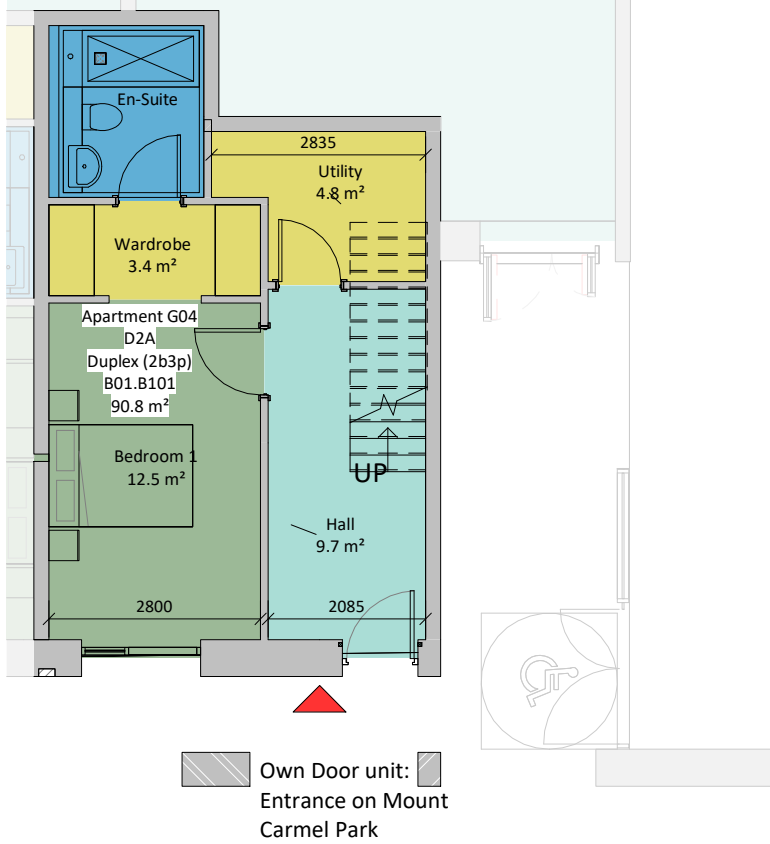 En-Suite
2835
Utility
4.8 m²
Wardrobe
3.4 m²
Apartment G04
D2A
Duplex (2b3p)
B01.B101
90.8 m²
Bedroom 1
12.5 m²
UP
Hall
9.7 m²
2800
2085
Own Door unit:
Entrance on Mount
Carmel Park